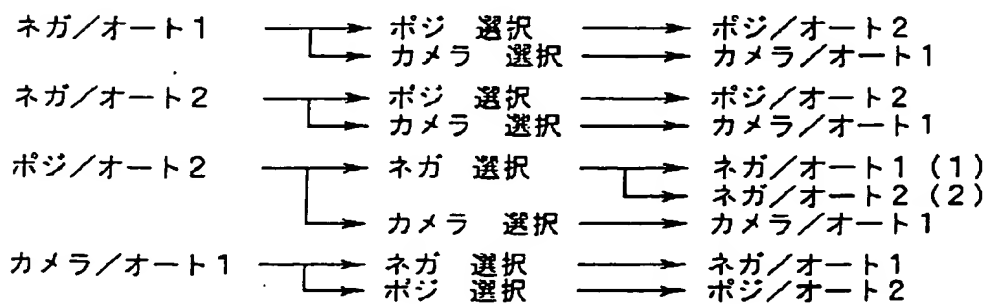 ネガ／オート1 ポジ 選択 ポジ／オート2
カメラ 選択 カメラ／オート1
ネガ／オート2 ポジ 選択 ポジ／オート2
カメラ 選択 カメラ／オート1
ポジ／オート2 ネガ 選択 ネガ／オート1（1）
ネガ／オート2（2）
カメラ 選択 カメラ／オート1
カメラ／オート1 ネガ 選択 ネガ／オート1
ポジ 選択 ポジ／オート2